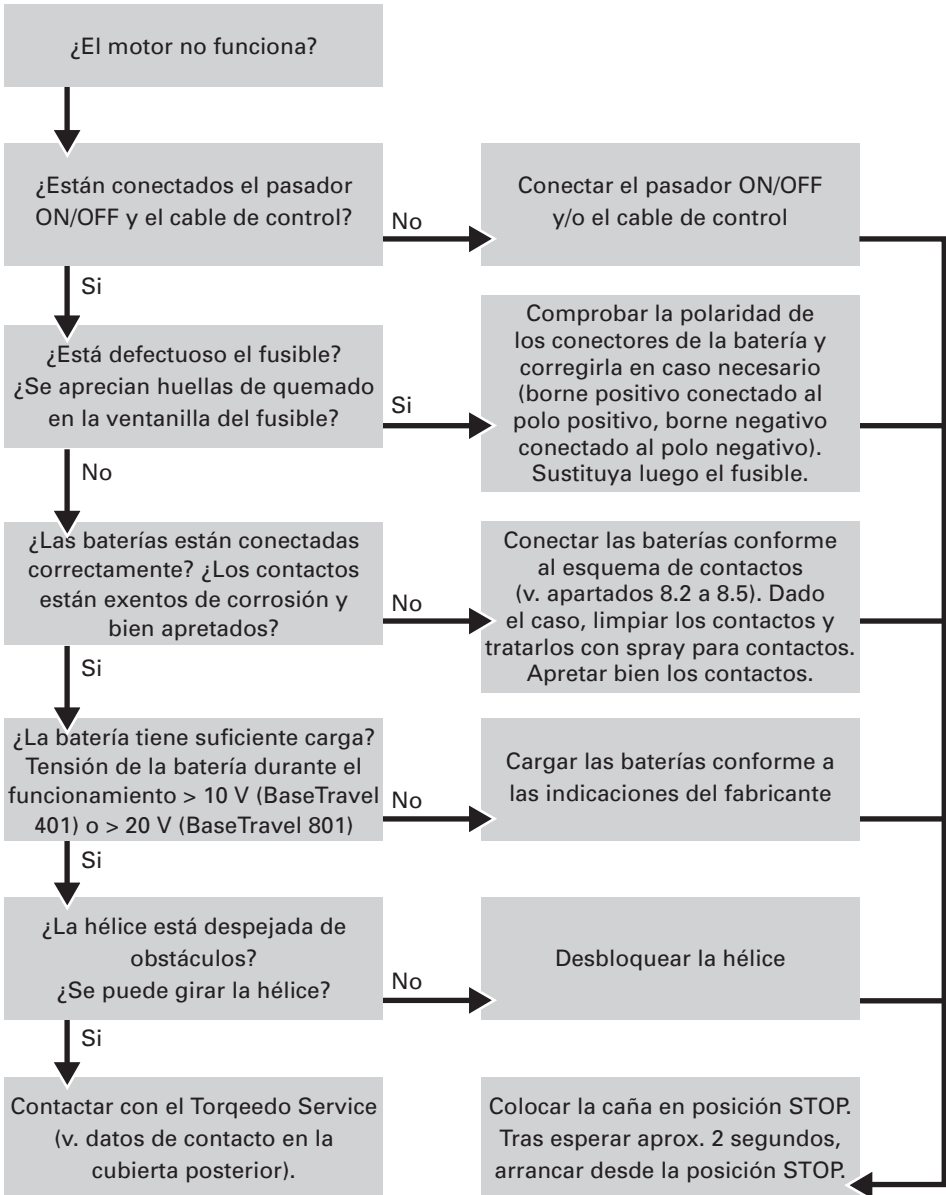 ¿El motor no funciona?
¿Están conectados el pasador
ON/OFF y el cable de control?
No
Conectar el pasador ON/OFF
y/o el cable de control
Si
¿Está defectuoso el fusible?
¿Se aprecian huellas de quemado
en la ventanilla del fusible?
Si
Comprobar la polaridad de
los conectores de la batería y
corregirla en caso necesario
(borne positivo conectado al
polo positivo, borne negativo
conectado al polo negativo).
Sustituya luego el fusible.
No
¿Las baterías están conectadas
correctamente? ¿Los contactos
están exentos de corrosión y
bien apretados?
No
Conectar las baterías conforme
al esquema de contactos
(v. apartados 8.2 a 8.5). Dado
el caso, limpiar los contactos y
tratarlos con spray para contactos.
Apretar bien los contactos.
Si
¿La batería tiene suficiente carga?
Tensión de la batería durante el
funcionamiento > 10 V (BaseTravel
401) o > 20 V (BaseTravel 801)
No
Cargar las baterías conforme a
las indicaciones del fabricante
Si
¿La hélice está despejada de
obstáculos?
¿Se puede girar la hélice?
No
Desbloquear la hélice
Si
Contactar con el Torqeedo Service
(v. datos de contacto en la
cubierta posterior).
Colocar la caña en posición STOP.
Tras esperar aprox. 2 segundos,
arrancar desde la posición STOP.